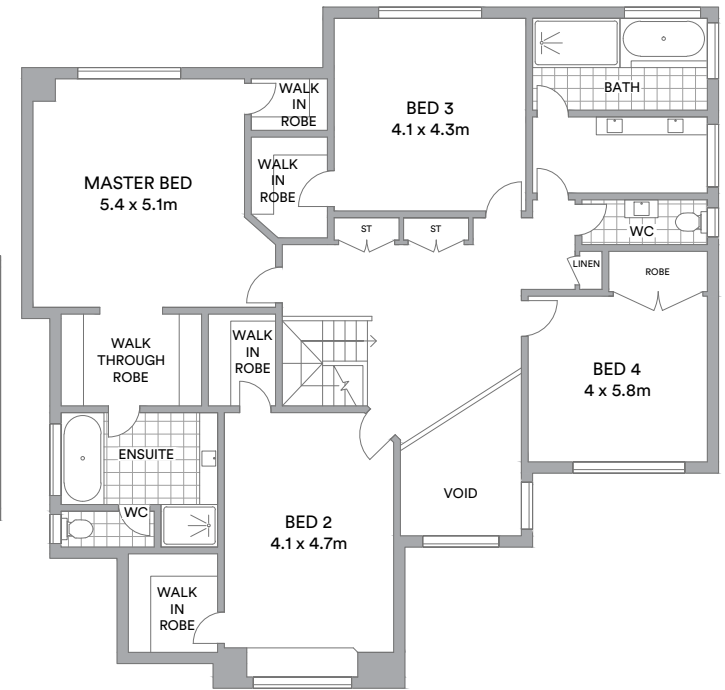 WALK
IN
ROBE
BED 3
4.1 x 4.3m
BATH
MASTER BED
5.4 x 5.1m
WALK
IN
ROBE
ST
ST
WC
LINEN
ROBE
WALK
THROUGH
ROBE
WALK
IN
ROBE
BED 4
4 x 5.8m
ENSUITE
WC
BED 2
4.1 x 4.7m
VOID
WALK
IN
ROBE